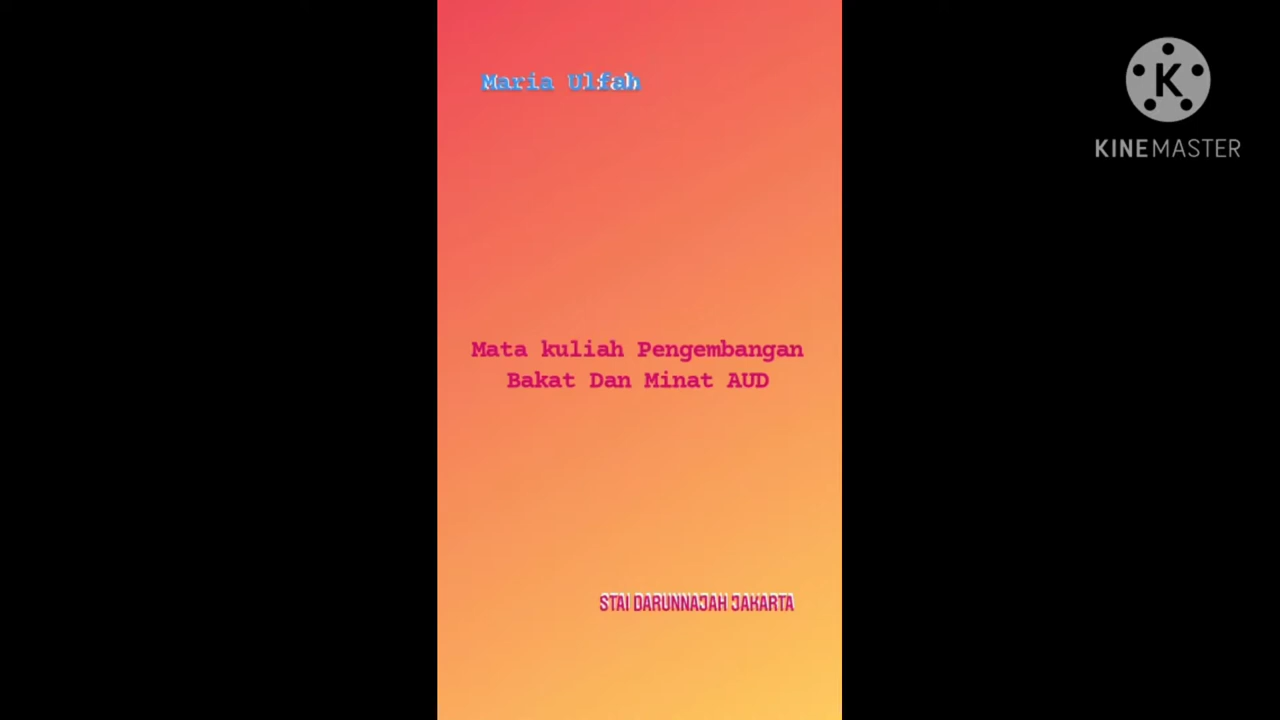 Maria Ulfah
KINEMASTER
Mata kuliah Pengembangan
Bakat Dan Minat AUD
STAI DARUNNAJAH JAKARTA